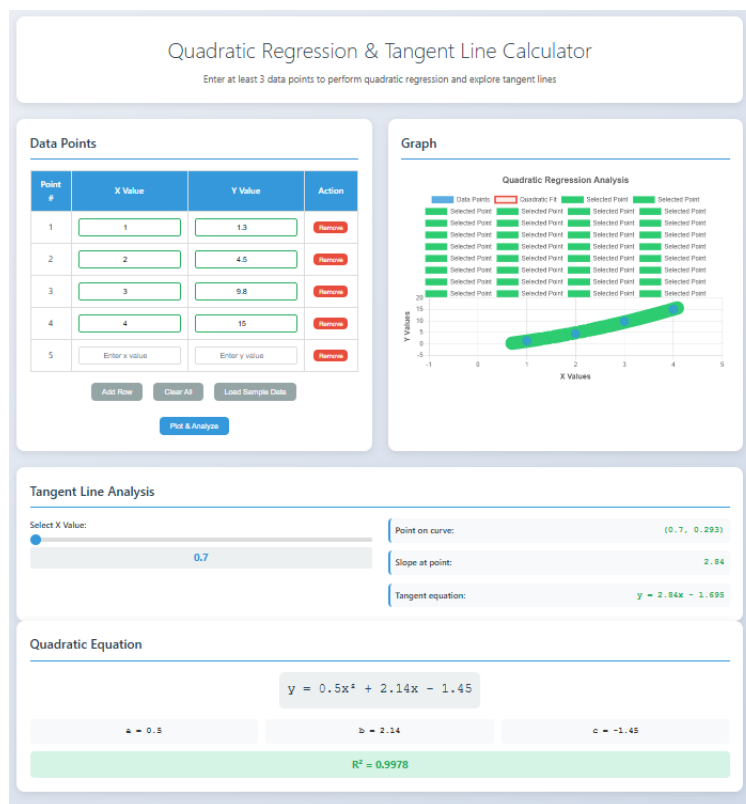 Quadratic Regression & Tangent Line Calculator
Enter at least 3 data points to perform quadratic regression and explore tangent lines
Data Points
Point # X Value Y Value Action
1 1 1.3 Remove
2 2 4.5 Remove
3 3 9.8 Remove
4 4 15 Remove
5 Enter x value Enter y value Remove
Add Row Clear All Load Sample Data
Plot & Analyze
Graph
Quadratic Regression Analysis
Data Points Quadratic Fit Selected Point Selected Point
Selected Point Selected Point Selected Point Selected Point
Selected Point Selected Point Selected Point Selected Point
Selected Point Selected Point Selected Point Selected Point
Selected Point Selected Point Selected Point Selected Point
Selected Point Selected Point Selected Point Selected Point
Selected Point Selected Point Selected Point Selected Point
Selected Point Selected Point Selected Point Selected Point
Selected Point Selected Point Selected Point Selected Point
20
15
10
5
0
-5
Y Values
-1 0 1 2 3 4 5
X Values
Tangent Line Analysis
Select X Value:
0.7
Point on curve: (0.7, 0.293)
Slope at point: 2.84
Tangent equation: y = 2.84x - 1.695
Quadratic Equation
y = 0.5x² + 2.14x - 1.45
a = 0.5 b = 2.14 c = -1.45
R² = 0.9978